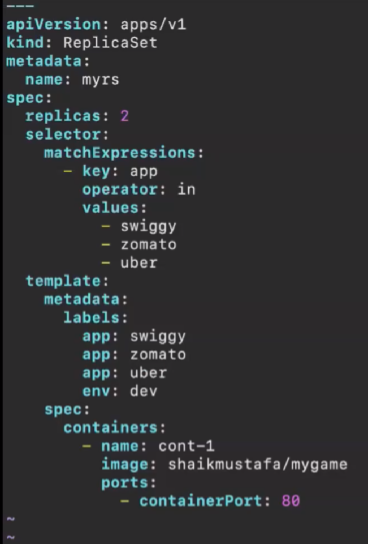 ---
apiVersion: apps/v1
kind: ReplicaSet
metadata:
  name: myrs
spec:
  replicas: 2
  selector:
    matchExpressions:
      - key: app
        operator: in
        values:
          - swiggy
          - zomato
          - uber
  template:
    metadata:
      labels:
        app: swiggy
        app: zomato
        app: uber
        env: dev
    spec:
      containers:
        - name: cont-1
          image: shaikmustafa/mygame
          ports:
            - containerPort: 80
~
~